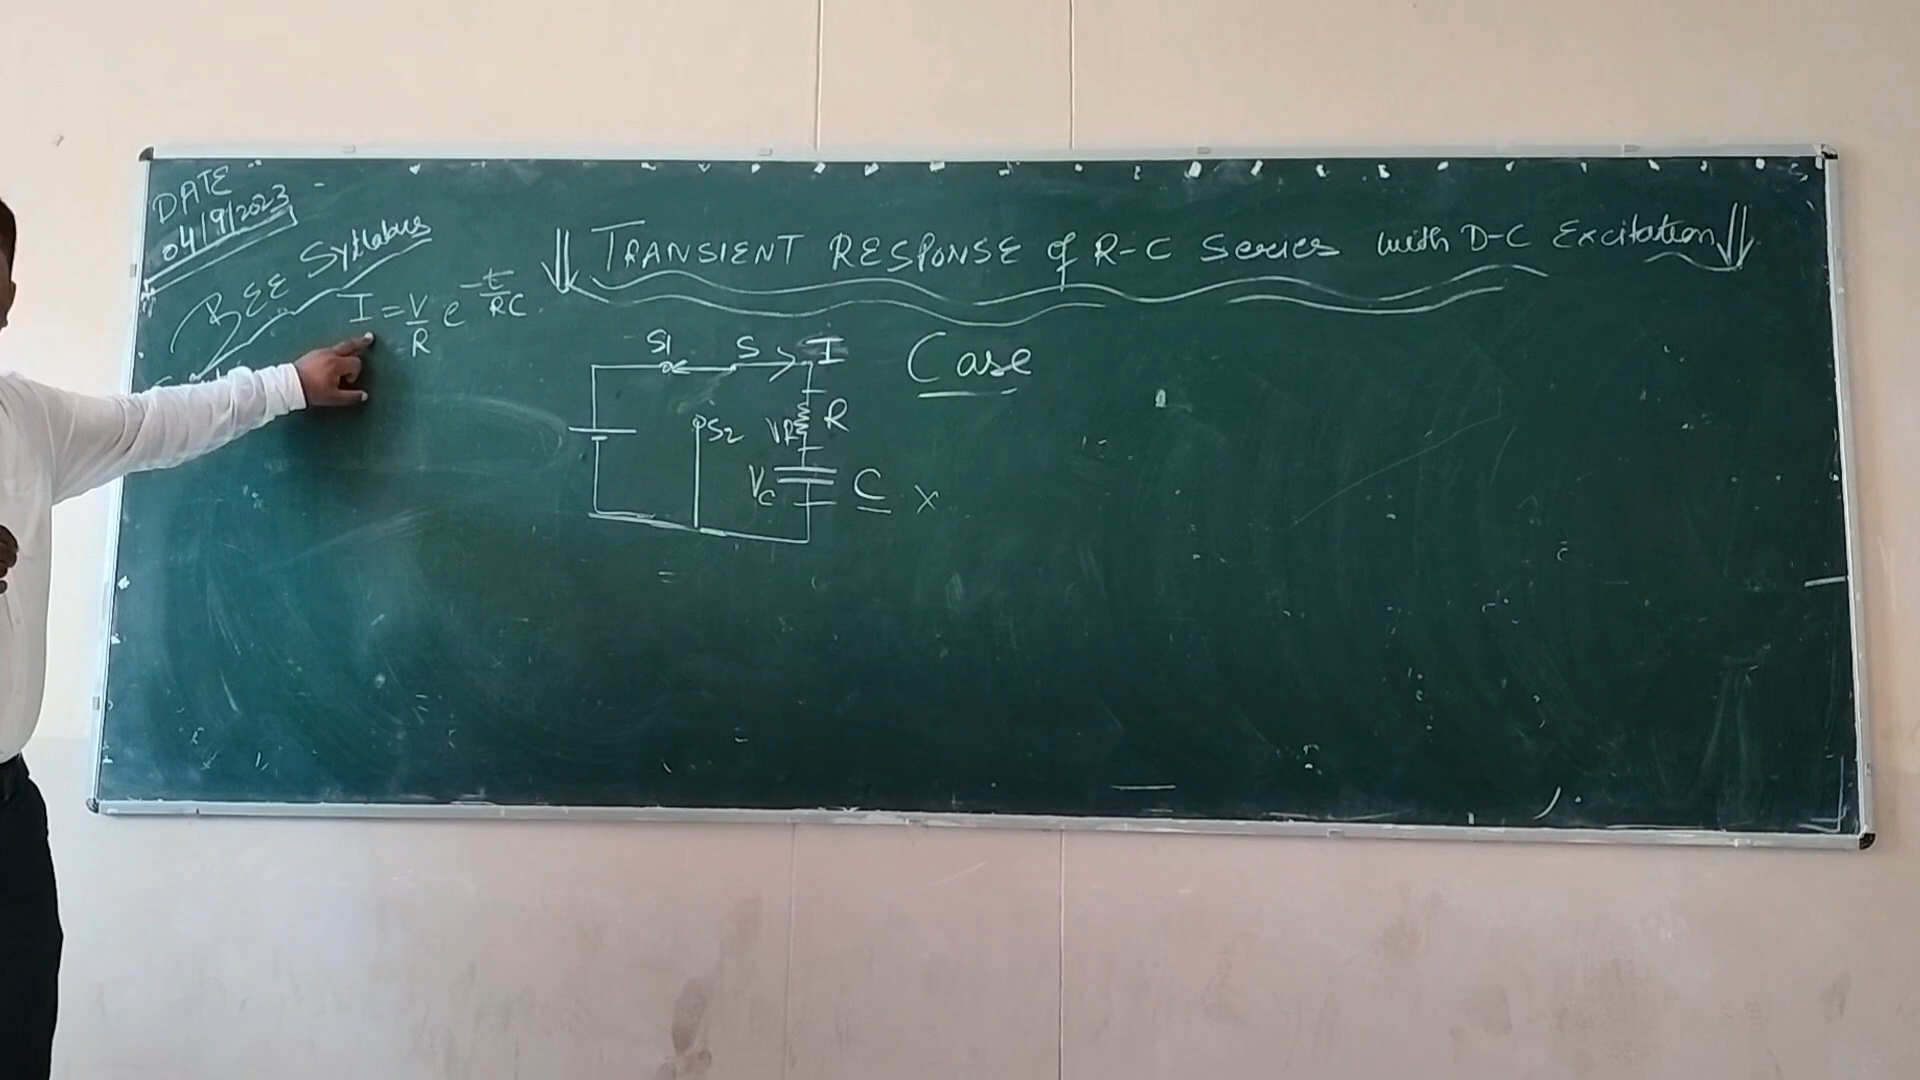 DATE
04/9/2023
BEE Syllabus
TRANSIENT RESPONSE of R-C Series with D-C Excitation
I = V/R e^-t/RC
S1 S I
Case
S2 VR R
VC C x